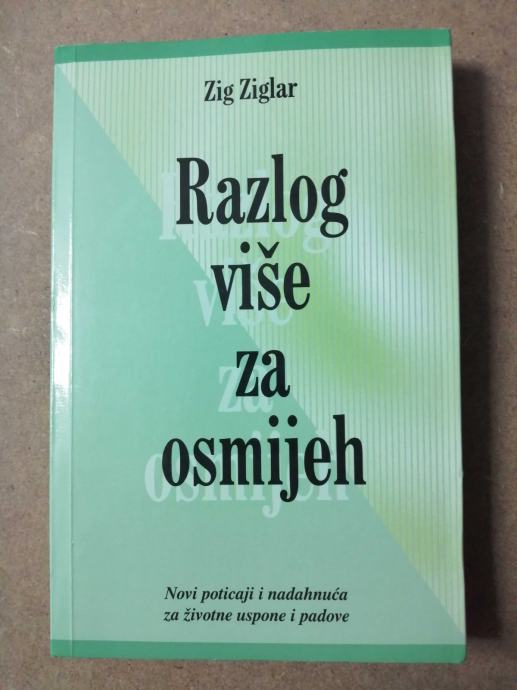 Zig Ziglar
Razlog
više
za
osmijeh
Novi poticaji i nadahnuća
za životne uspone i padove